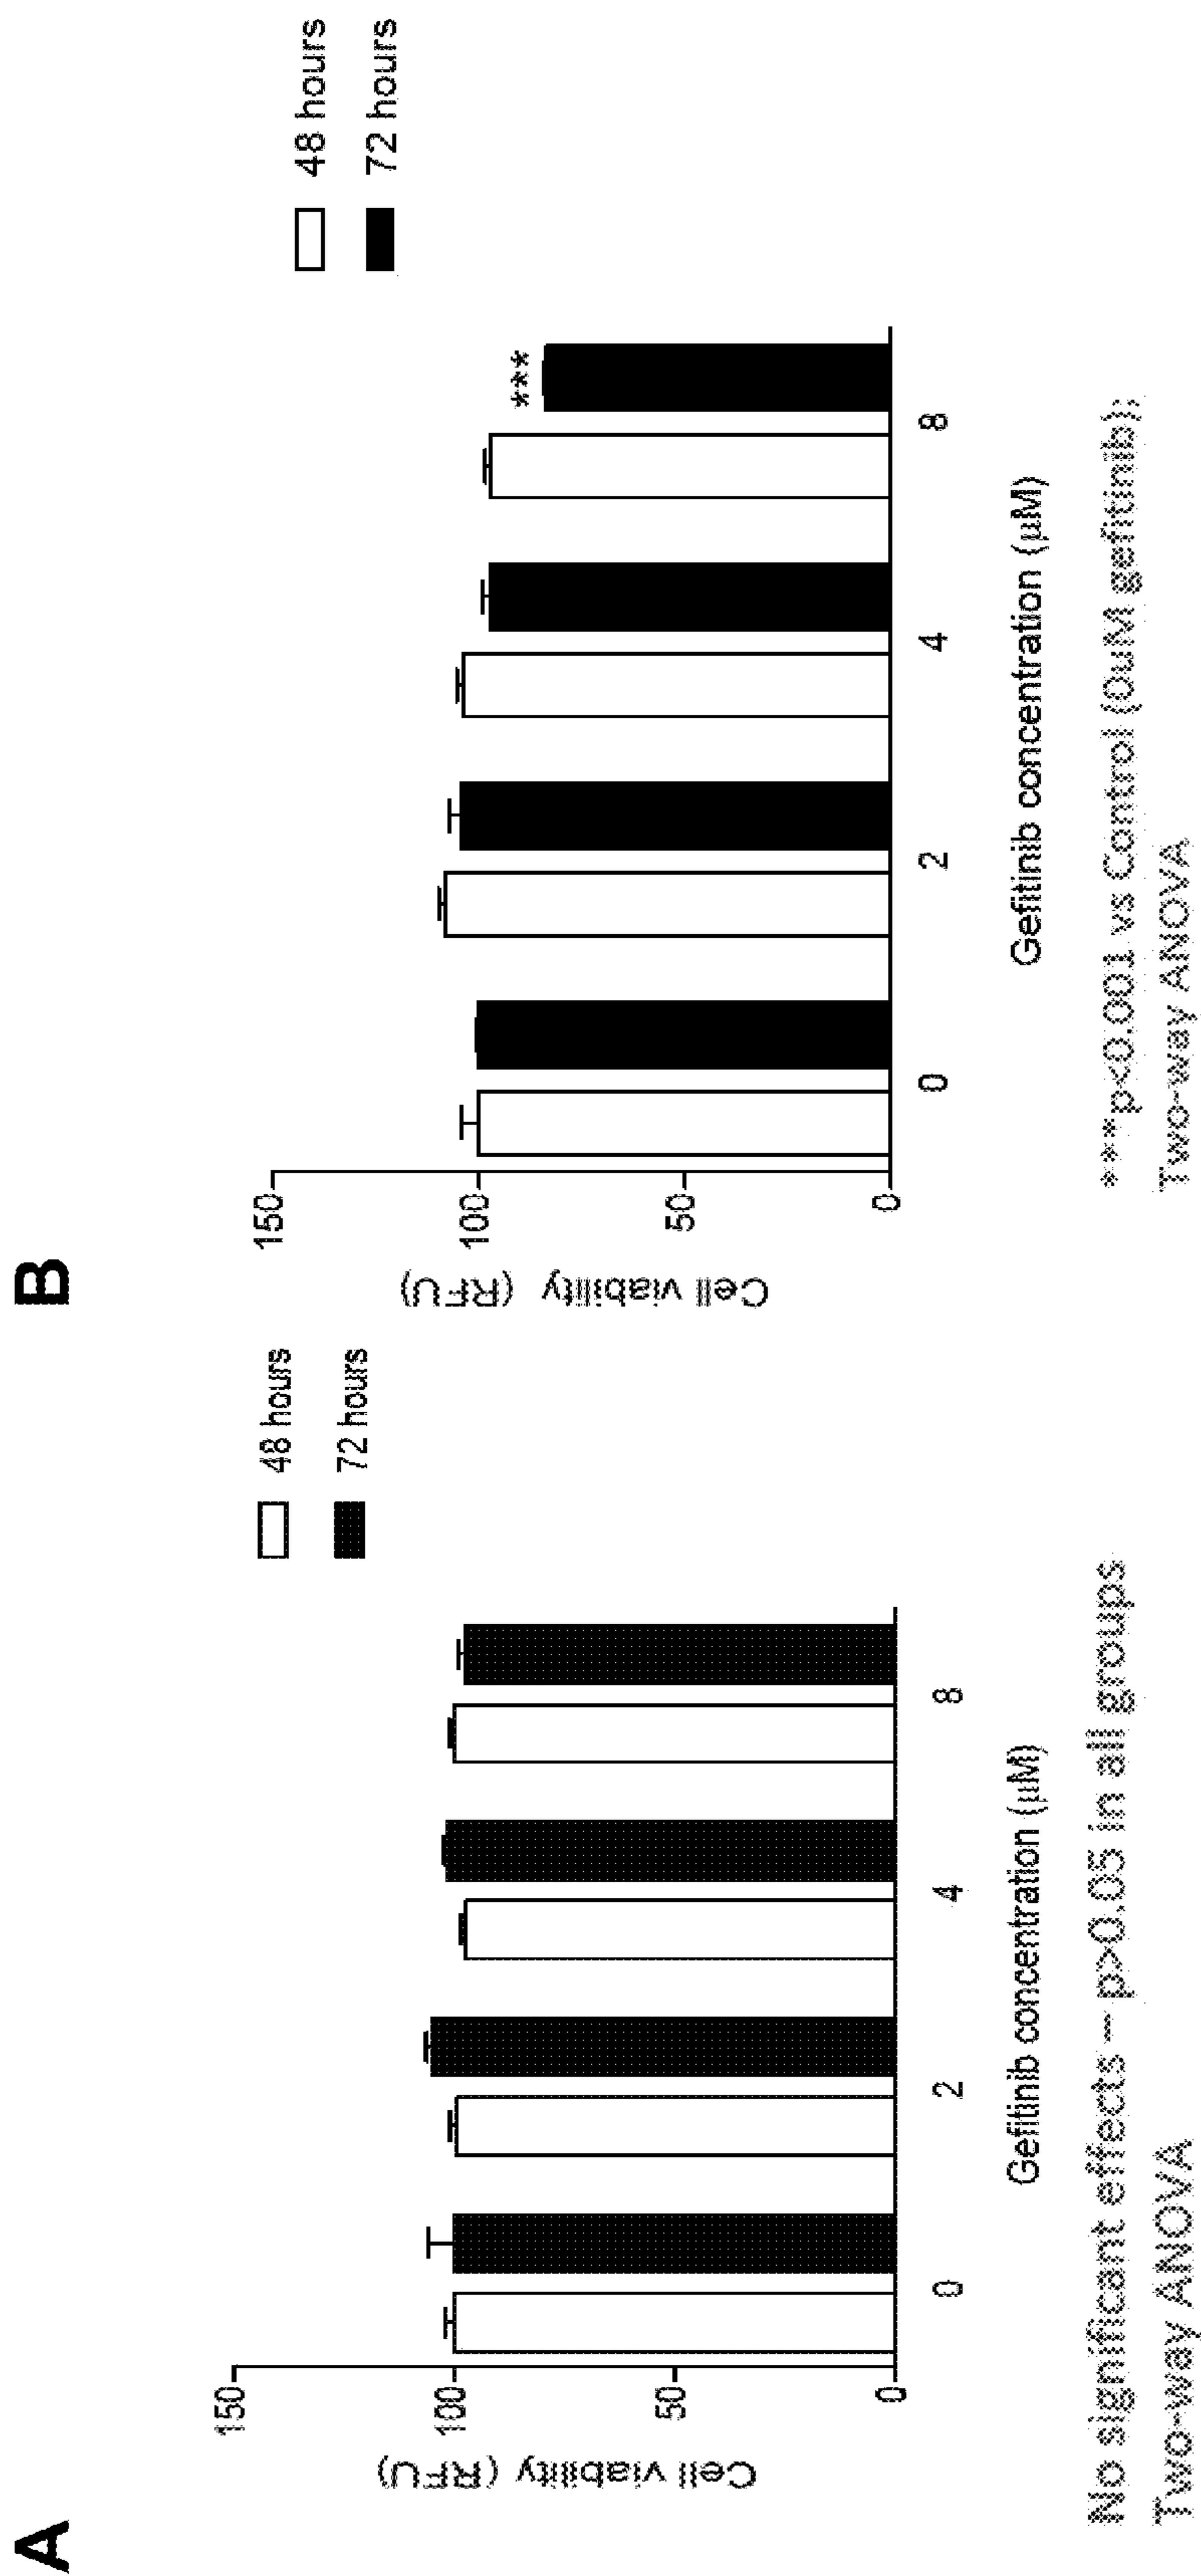 A
48 hours
72 hours
Cell viability (RFU)
150
100
50
0
0 2 4 8
Gefitinib concentration (µM)
No significant effects – p>0.05 in all groups
Two-way ANOVA
B
48 hours
72 hours
Cell viability (RFU)
150
100
50
0
***
0 2 4 8
Gefitinib concentration (µM)
***p<0.001 vs Control (0uM gefitinib);
Two-way ANOVA